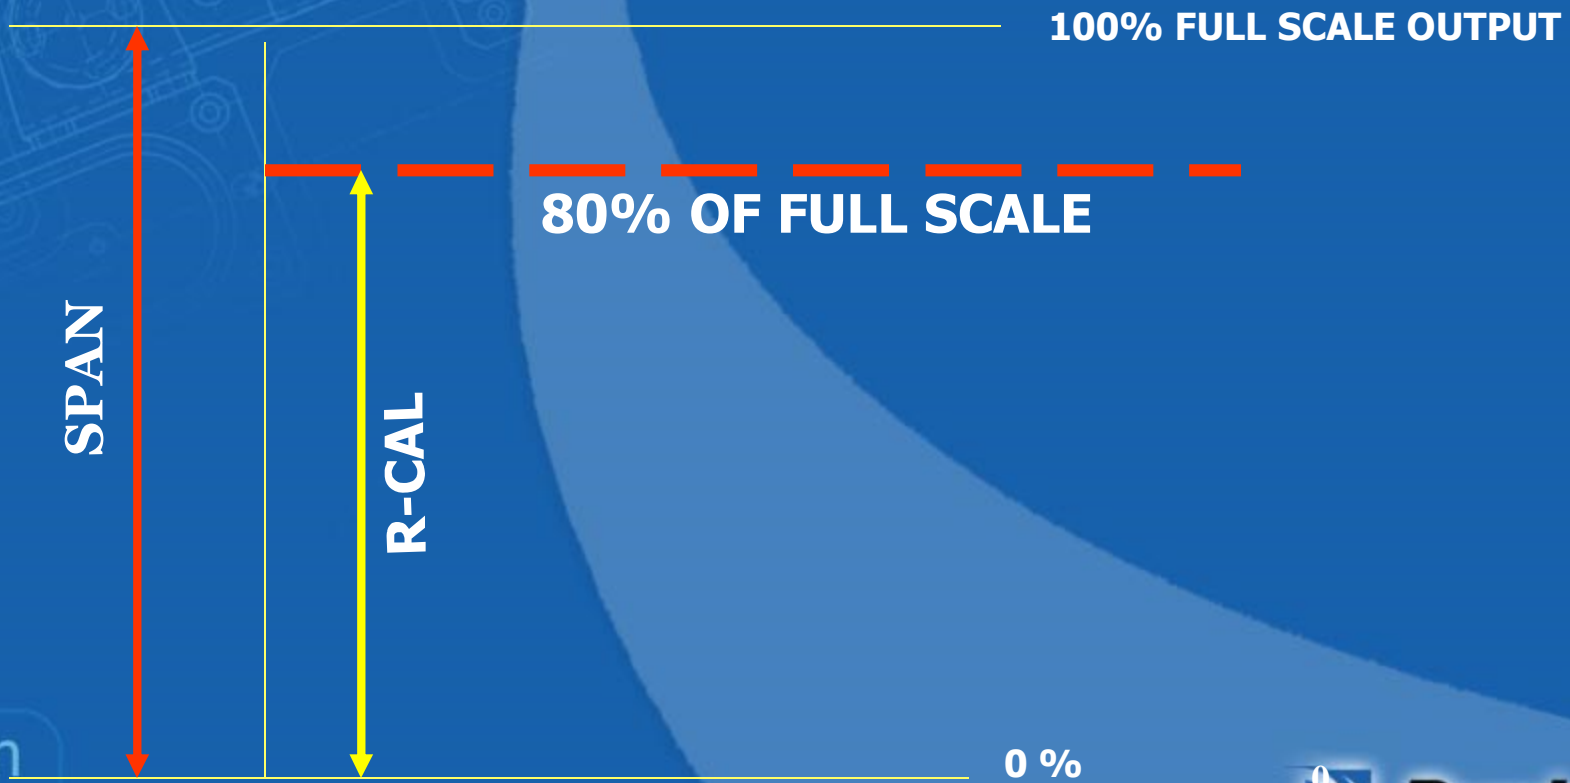 100% FULL SCALE OUTPUT
80% OF FULL SCALE
SPAN
R-CAL
0 %